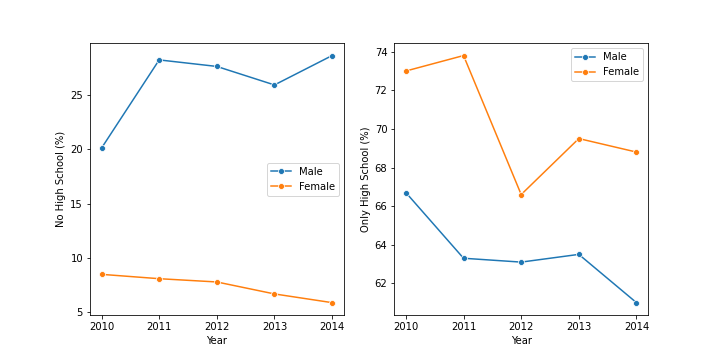 No High School (%)
25
20
15
10
5
2010 2011 2012 2013 2014
Year
Male
Female
Only High School (%)
74
72
70
68
66
64
62
2010 2011 2012 2013 2014
Year
Male
Female